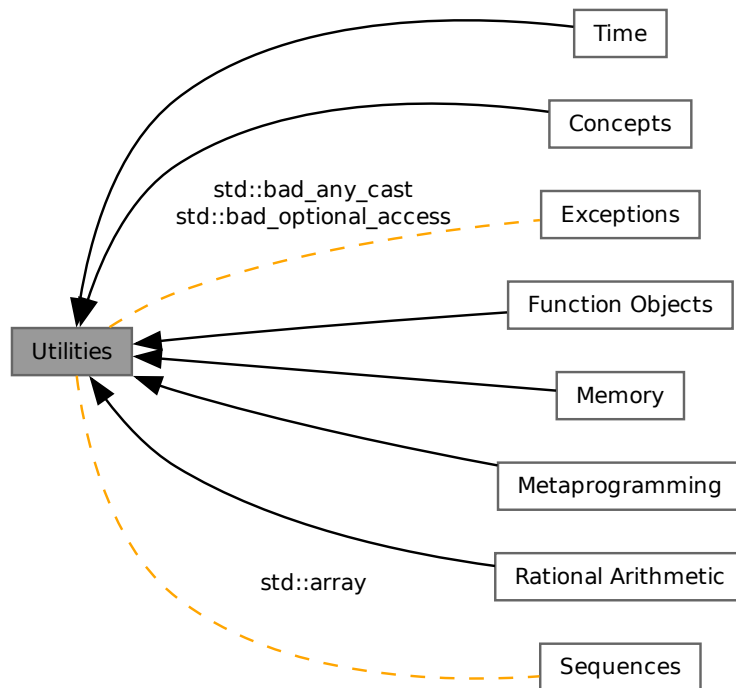 Time
Concepts
std::bad_any_cast
std::bad_optional_access
Exceptions
Function Objects
Utilities
Memory
Metaprogramming
Rational Arithmetic
std::array
Sequences